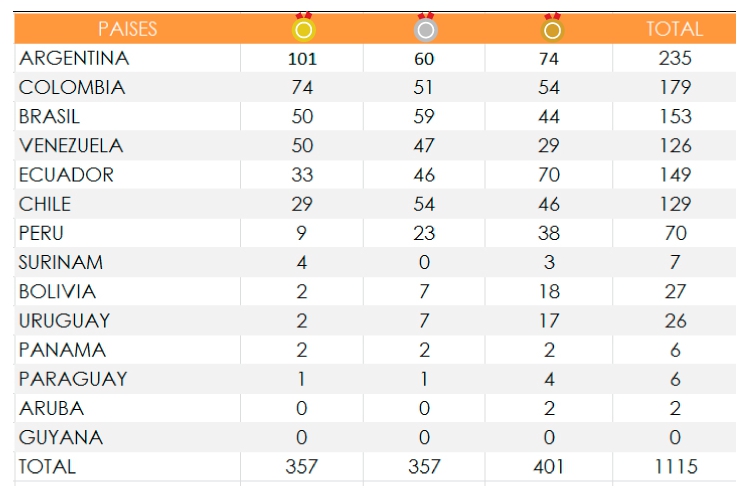 PAISES TOTAL
ARGENTINA 101 60 74 235
COLOMBIA 74 51 54 179
BRASIL 50 59 44 153
VENEZUELA 50 47 29 126
ECUADOR 33 46 70 149
CHILE 29 54 46 129
PERU 9 23 38 70
SURINAM 4 0 3 7
BOLIVIA 2 7 18 27
URUGUAY 2 7 17 26
PANAMA 2 2 2 6
PARAGUAY 1 1 4 6
ARUBA 0 0 2 2
GUYANA 0 0 0 0
TOTAL 357 357 401 1115